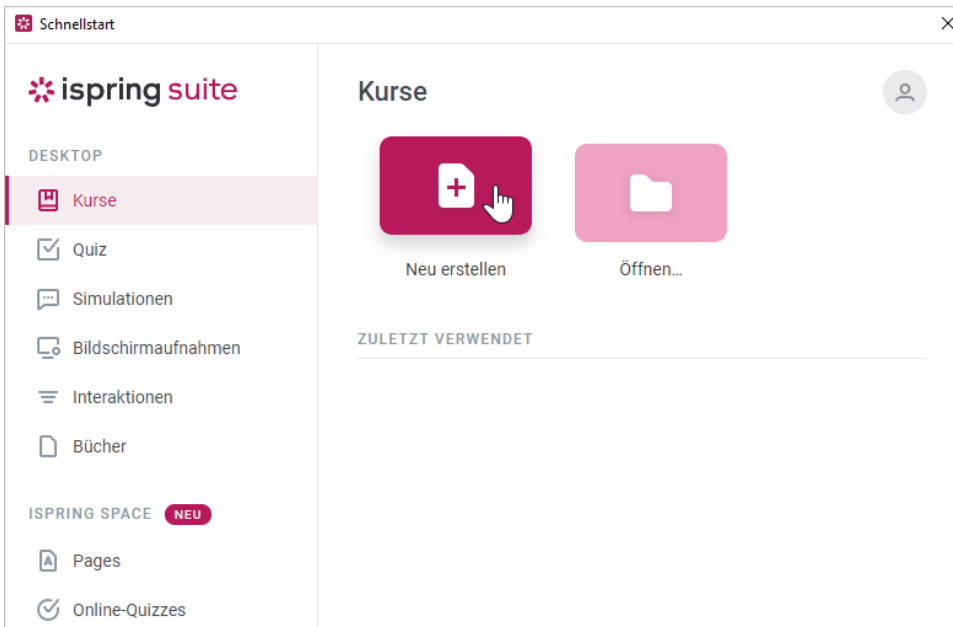 Schnellstart
ispring suite
DESKTOP
Kurse
Quiz
Simulationen
Bildschirmaufnahmen
Interaktionen
Bücher
ISPRING SPACE NEU
Pages
Online-Quizzes
Kurse
Neu erstellen
Öffnen...
ZULETZT VERWENDET